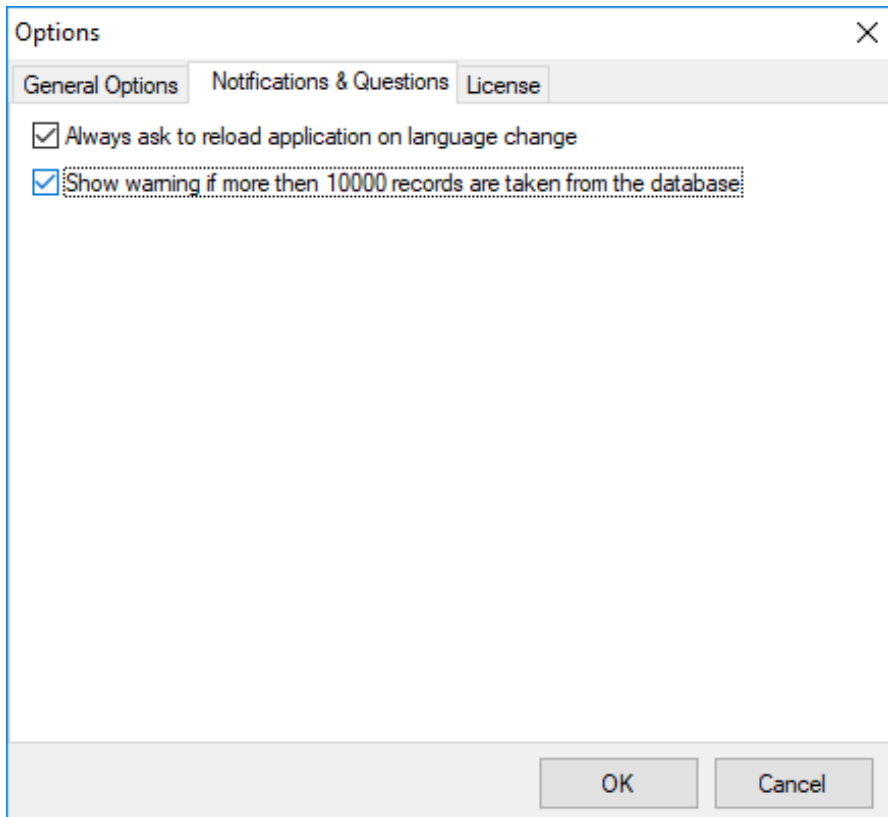 Options
General Options Notifications & Questions License
Always ask to reload application on language change
Show warning if more then 10000 records are taken from the database
OK Cancel